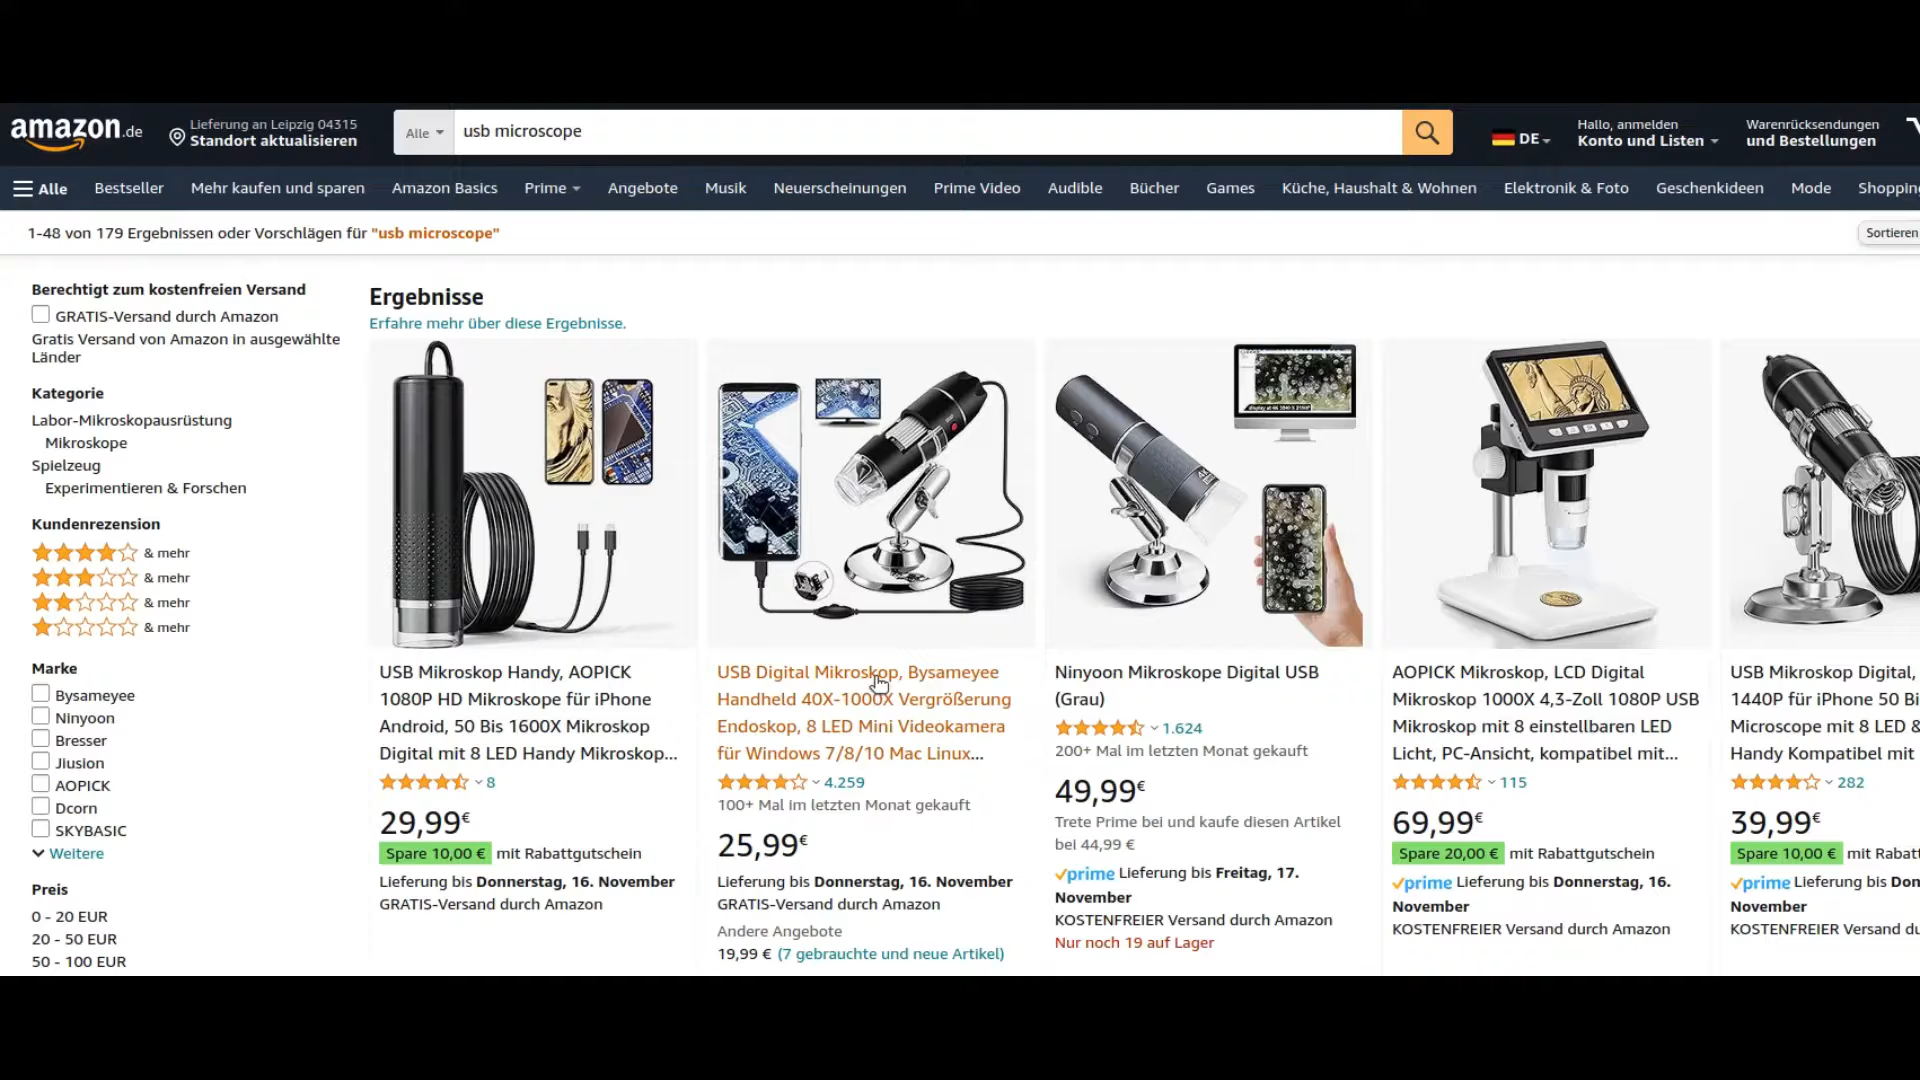 amazon.de
Lieferung an Leipzig 04315
Standort aktualisieren
Alle
usb microscope
DE
Hallo, anmelden
Konto und Listen
Warenrücksendungen
und Bestellungen
Alle
Bestseller
Mehr kaufen und sparen
Amazon Basics
Prime
Angebote
Musik
Neuerscheinungen
Prime Video
Audible
Bücher
Games
Küche, Haushalt & Wohnen
Elektronik & Foto
Geschenkideen
Mode
Shopping
1-48 von 179 Ergebnissen oder Vorschlägen für "usb microscope"
Sortieren
Berechtigt zum kostenfreien Versand
GRATIS-Versand durch Amazon
Gratis Versand von Amazon in ausgewählte
Länder
Kategorie
Labor-Mikroskopausrüstung
Mikroskope
Spielzeug
Experimentieren & Forschen
Kundenrezension
& mehr
& mehr
& mehr
& mehr
Marke
Bysameyee
Ninyoon
Bresser
Jiusion
AOPICK
Dcorn
SKYBASIC
Weitere
Preis
0 - 20 EUR
20 - 50 EUR
50 - 100 EUR
Ergebnisse
Erfahre mehr über diese Ergebnisse.
USB Mikroskop Handy, AOPICK
1080P HD Mikroskope für iPhone
Android, 50 Bis 1600X Mikroskop
Digital mit 8 LED Handy Mikroskop...
8
29,99€
Spare 10,00 € mit Rabattgutschein
Lieferung bis Donnerstag, 16. November
GRATIS-Versand durch Amazon
USB Digital Mikroskop, Bysameyee
Handheld 40X-1000X Vergrößerung
Endoskop, 8 LED Mini Videokamera
für Windows 7/8/10 Mac Linux...
4.259
100+ Mal im letzten Monat gekauft
25,99€
Lieferung bis Donnerstag, 16. November
GRATIS-Versand durch Amazon
Andere Angebote
19,99 € (7 gebrauchte und neue Artikel)
Ninyoon Mikroskope Digital USB
(Grau)
1.624
200+ Mal im letzten Monat gekauft
49,99€
Trete Prime bei und kaufe diesen Artikel
bei 44,99 €
prime Lieferung bis Freitag, 17.
November
KOSTENFREIER Versand durch Amazon
Nur noch 19 auf Lager
AOPICK Mikroskop, LCD Digital
Mikroskop 1000X 4,3-Zoll 1080P USB
Mikroskop mit 8 einstellbaren LED
Licht, PC-Ansicht, kompatibel mit...
115
69,99€
Spare 20,00 € mit Rabattgutschein
prime Lieferung bis Donnerstag, 16.
November
KOSTENFREIER Versand durch Amazon
USB Mikroskop Digital,
1440P für iPhone 50 Bi
Microscope mit 8 LED &
Handy Kompatibel mit
282
39,99€
Spare 10,00 € mit Rabatt
prime Lieferung bis Don
November
KOSTENFREIER Versand du